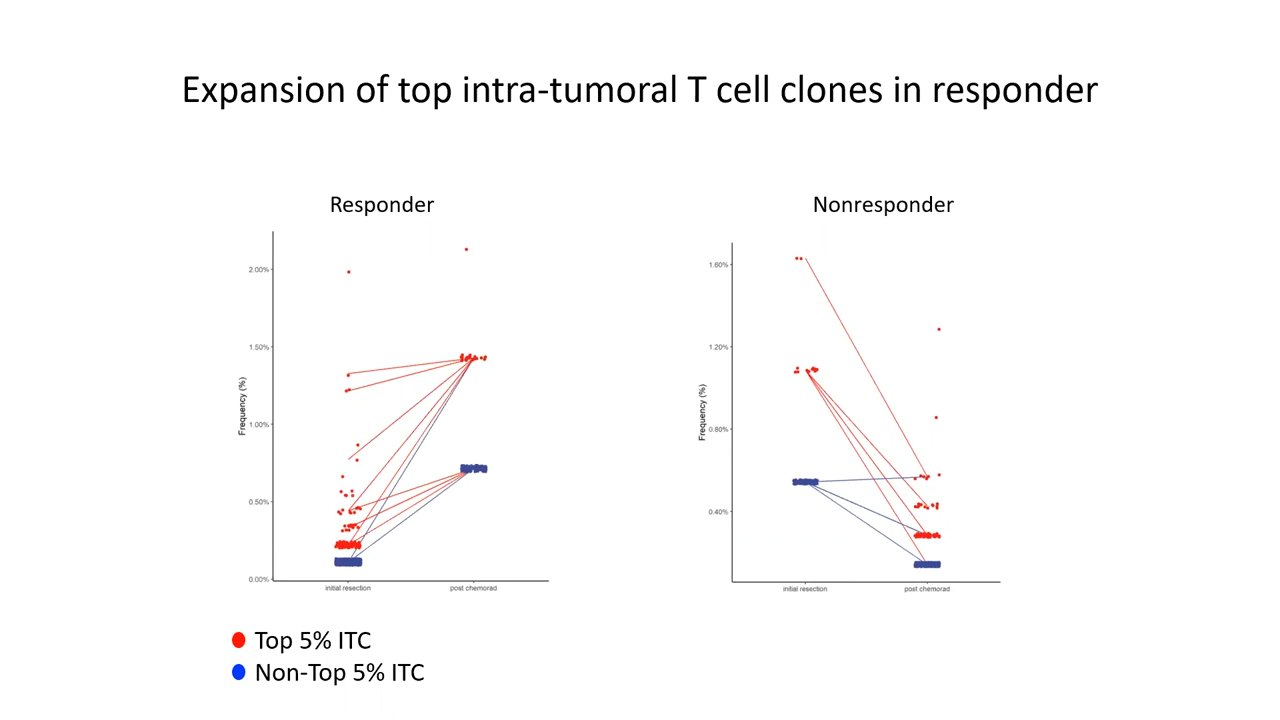 Expansion of top intra-tumoral T cell clones in responder
Responder
Nonresponder
2.00%
1.50%
1.00%
0.50%
0.00%
Frequency (%)
initial resection
post chemorad
1.60%
1.20%
0.80%
0.40%
Frequency (%)
initial resection
post chemorad
Top 5% ITC
Non-Top 5% ITC